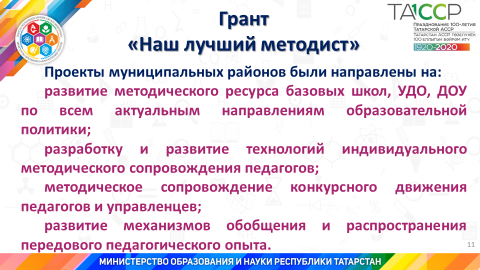 Грант
«Наш лучший методист»
ТАССР
ПРАЗДНОВАНИЕ 100-ЛЕТИЯ
ТАТАРСКОЙ АССР
1920-2020
Проекты муниципальных районов были направлены на:
развитие методического ресурса базовых школ, УДО, ДОУ
по всем актуальным направлениям образовательной
политики;
разработку и развитие технологий индивидуального
методического сопровождения педагогов;
методическое сопровождение конкурсного движения
педагогов и управленцев;
развитие механизмов обобщения и распространения
передового педагогического опыта.
11
МИНИСТЕРСТВО ОБРАЗОВАНИЯ И НАУКИ РЕСПУБЛИКИ ТАТАРСТАН